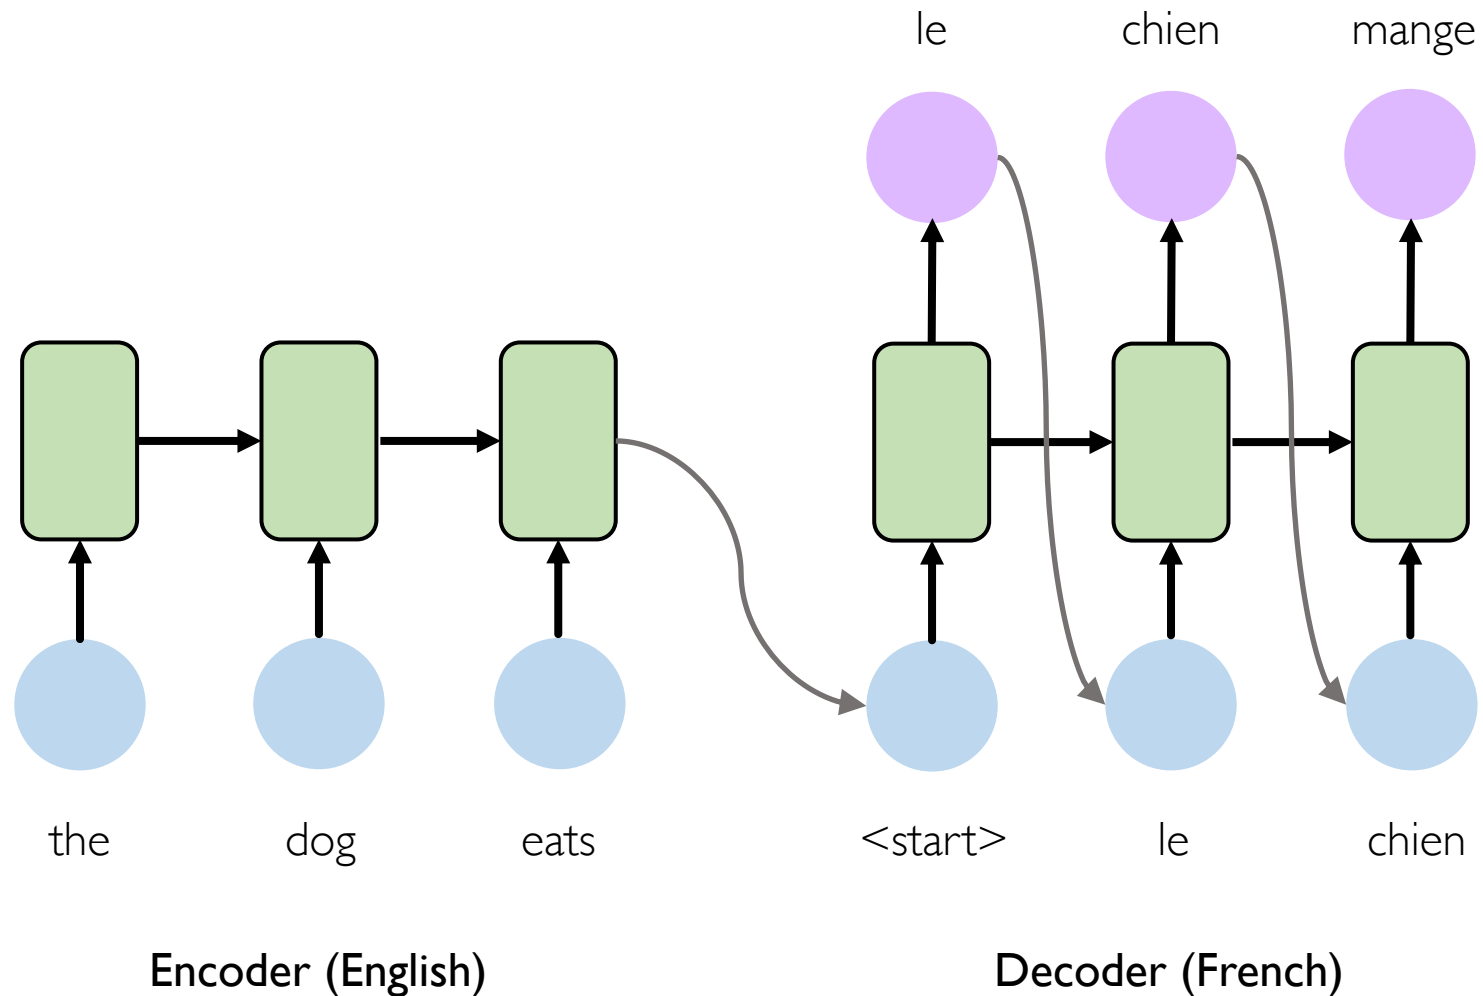 le chien mange
the dog eats <start> le chien
Encoder (English) Decoder (French)